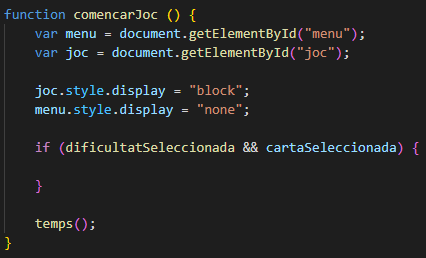 function comencarJoc () {
var menu = document.getElementById("menu");
var joc = document.getElementById("joc");
joc.style.display = "block";
menu.style.display = "none";
if (dificultatSeleccionada && cartaSeleccionada) {
}
temps();
}